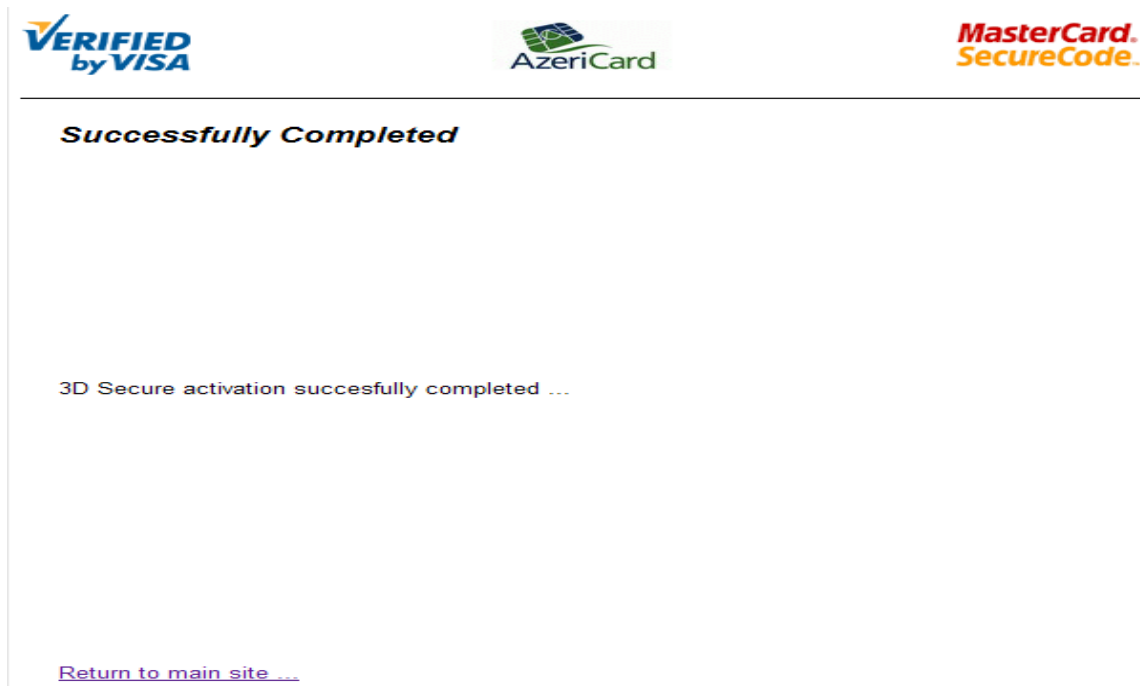 VERIFIED
by VISA
AzeriCard
MasterCard.
SecureCode.
Successfully Completed
3D Secure activation succesfully completed ...
Return to main site ...